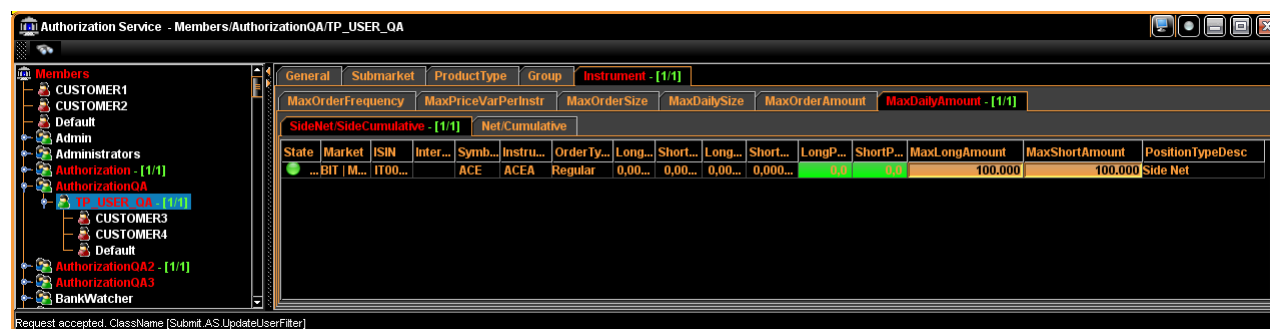 Authorization Service - Members/AuthorizationQA/TP_USER_QA
Members
CUSTOMER1
CUSTOMER2
Default
Admin
Administrators
Authorization - [1/1]
AuthorizationQA
TP_USER_QA - [1/1]
CUSTOMER3
CUSTOMER4
Default
AuthorizationQA2 - [1/1]
AuthorizationQA3
BankWatcher
General Submarket ProductType Group Instrument - [1/1]
MaxOrderFrequency MaxPriceVarPerInstr MaxOrderSize MaxDailySize MaxOrderAmount MaxDailyAmount - [1/1]
SideNet/SideCumulative - [1/1] Net/Cumulative
State Market ISIN Inter... Symb... Instru... OrderTy... Long... Short... Long... Short... LongP... ShortP... MaxLongAmount MaxShortAmount PositionTypeDesc
... BIT | M... IT00... ACE ACEA Regular 0,00... 0,00... 0,00... 0,000... 0,0 0,0 100.000 100.000 Side Net
Request accepted. ClassName [Submit.AS.UpdateUserFilter]